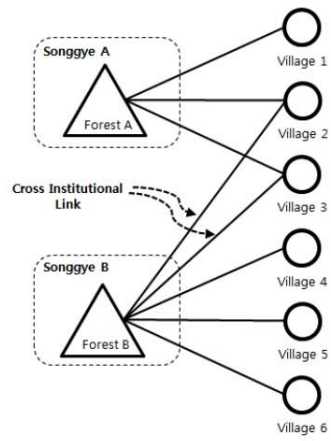 Songgye A
Forest A
Village 1
Village 2
Cross Institutional
Link
Village 3
Songgye B
Forest B
Village 4
Village 5
Village 6